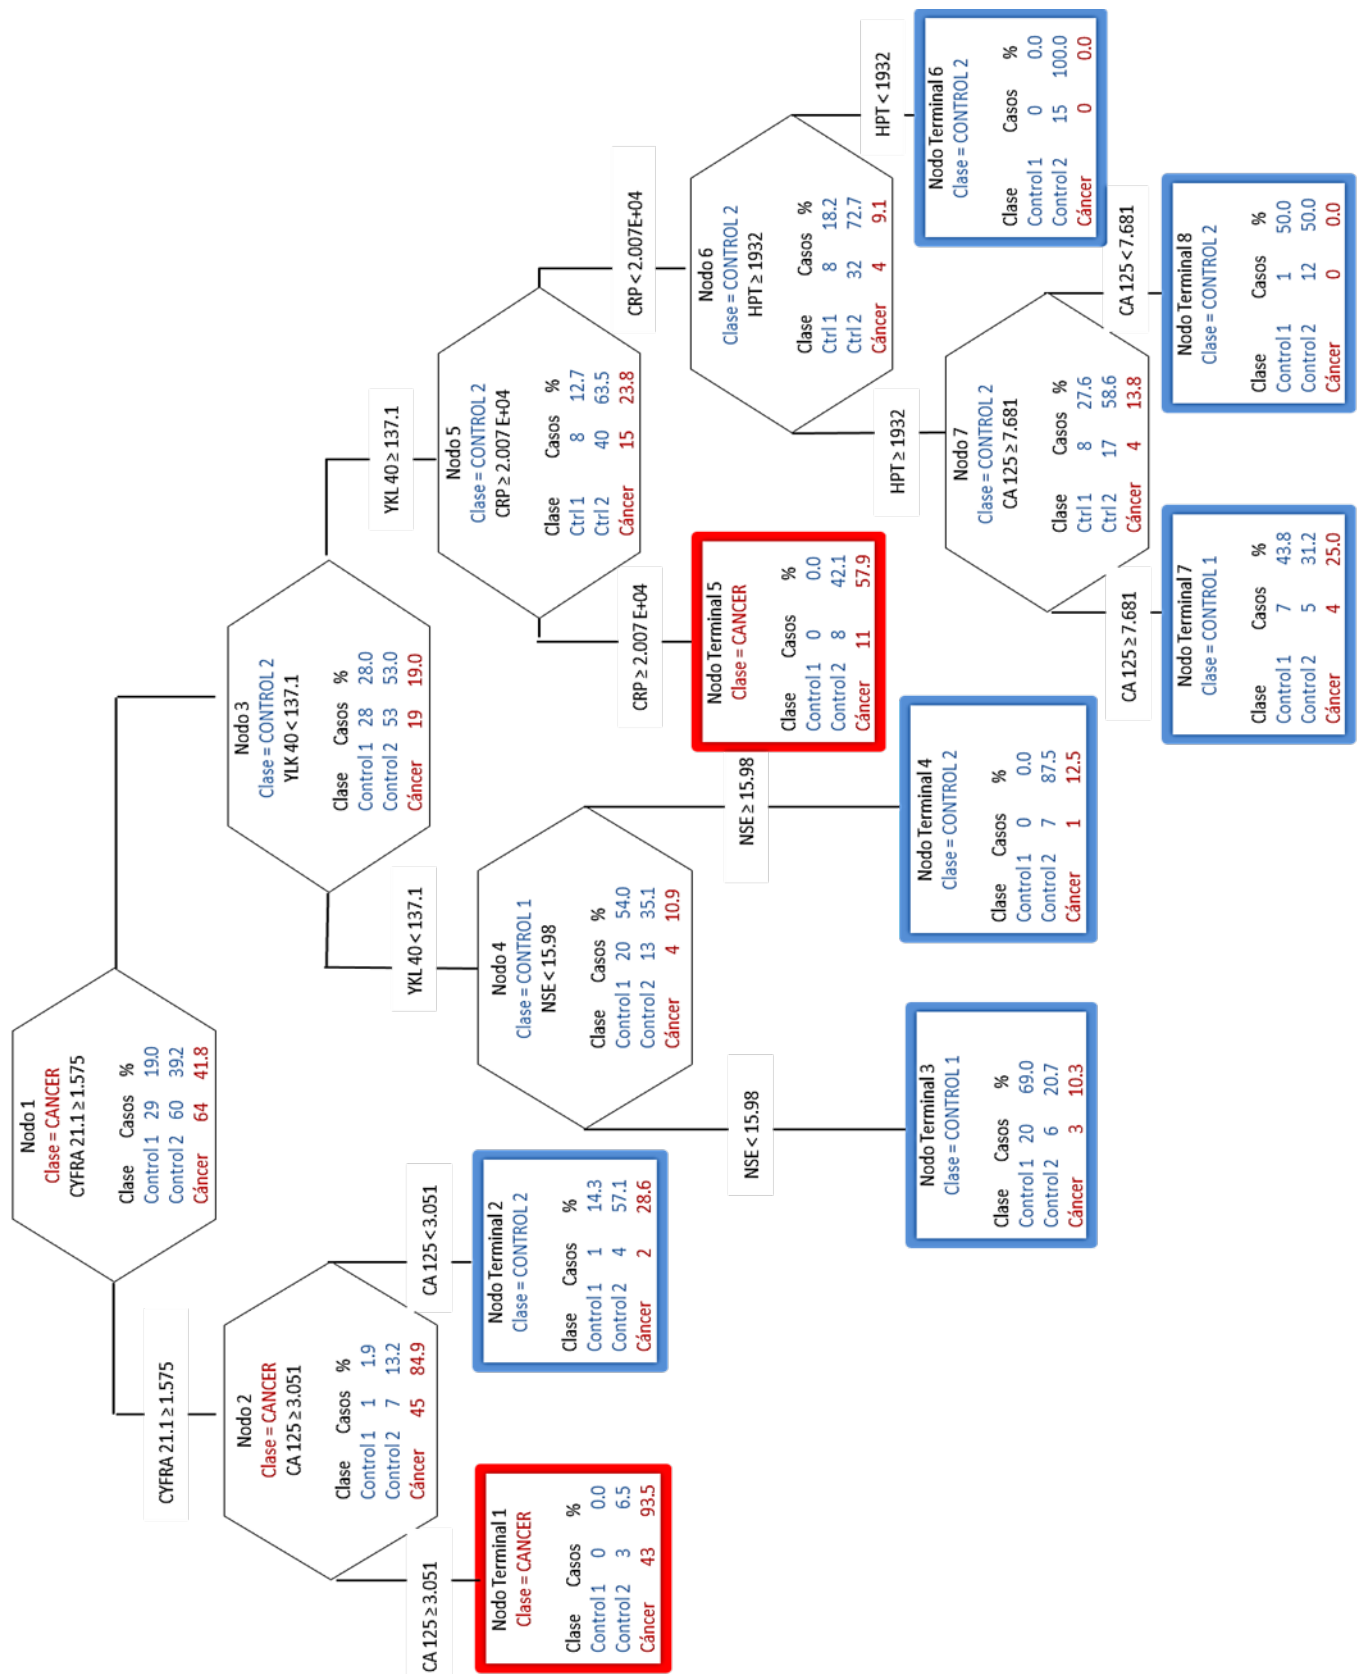 Nodo 1
Clase = CANCER
CYFRA 21.1 ≥ 1.575
Clase Casos %
Control 1 29 19.0
Control 2 60 39.2
Cáncer 64 41.8
CYFRA 21.1 ≥ 1.575
Nodo 2
Clase = CANCER
CA 125 ≥ 3.051
Clase Casos %
Control 1 1 1.9
Control 2 7 13.2
Cáncer 45 84.9
Nodo 3
Clase = CONTROL 2
YLK 40 < 137.1
Clase Casos %
Control 1 28 28.0
Control 2 53 53.0
Cáncer 19 19.0
CA 125 ≥ 3.051
CA 125 < 3.051
YKL 40 < 137.1
YKL 40 ≥ 137.1
Nodo Terminal 1
Clase = CANCER
Clase Casos %
Control 1 0 0.0
Control 2 3 6.5
Cáncer 43 93.5
Nodo Terminal 2
Clase = CONTROL 2
Clase Casos %
Control 1 1 14.3
Control 2 4 57.1
Cáncer 2 28.6
Nodo 4
Clase = CONTROL 1
NSE < 15.98
Clase Casos %
Control 1 20 54.0
Control 2 13 35.1
Cáncer 4 10.9
Nodo 5
Clase = CONTROL 2
CRP ≥ 2.007 E+04
Clase Casos %
Ctrl 1 8 12.7
Ctrl 2 40 63.5
Cáncer 15 23.8
NSE < 15.98
NSE ≥ 15.98
CRP ≥ 2.007 E+04
CRP < 2.007E+04
Nodo Terminal 5
Clase = CANCER
Clase Casos %
Control 1 0 0.0
Control 2 8 42.1
Cáncer 11 57.9
Nodo 6
Clase = CONTROL 2
HPT ≥ 1932
Clase Casos %
Ctrl 1 8 18.2
Ctrl 2 32 72.7
Cáncer 4 9.1
HPT ≥ 1932
HPT < 1932
Nodo Terminal 3
Clase = CONTROL 1
Clase Casos %
Control 1 20 69.0
Control 2 6 20.7
Cáncer 3 10.3
Nodo Terminal 4
Clase = CONTROL 2
Clase Casos %
Control 1 0 0.0
Control 2 7 87.5
Cáncer 1 12.5
Nodo 7
Clase = CONTROL 2
CA 125 ≥ 7.681
Clase Casos %
Ctrl 1 8 27.6
Ctrl 2 17 58.6
Cáncer 4 13.8
Nodo Terminal 6
Clase = CONTROL 2
Clase Casos %
Control 1 0 0.0
Control 2 15 100.0
Cáncer 0 0.0
CA 125 ≥ 7.681
CA 125 < 7.681
Nodo Terminal 7
Clase = CONTROL 1
Clase Casos %
Control 1 7 43.8
Control 2 5 31.2
Cáncer 4 25.0
Nodo Terminal 8
Clase = CONTROL 2
Clase Casos %
Control 1 1 50.0
Control 2 12 50.0
Cáncer 0 0.0